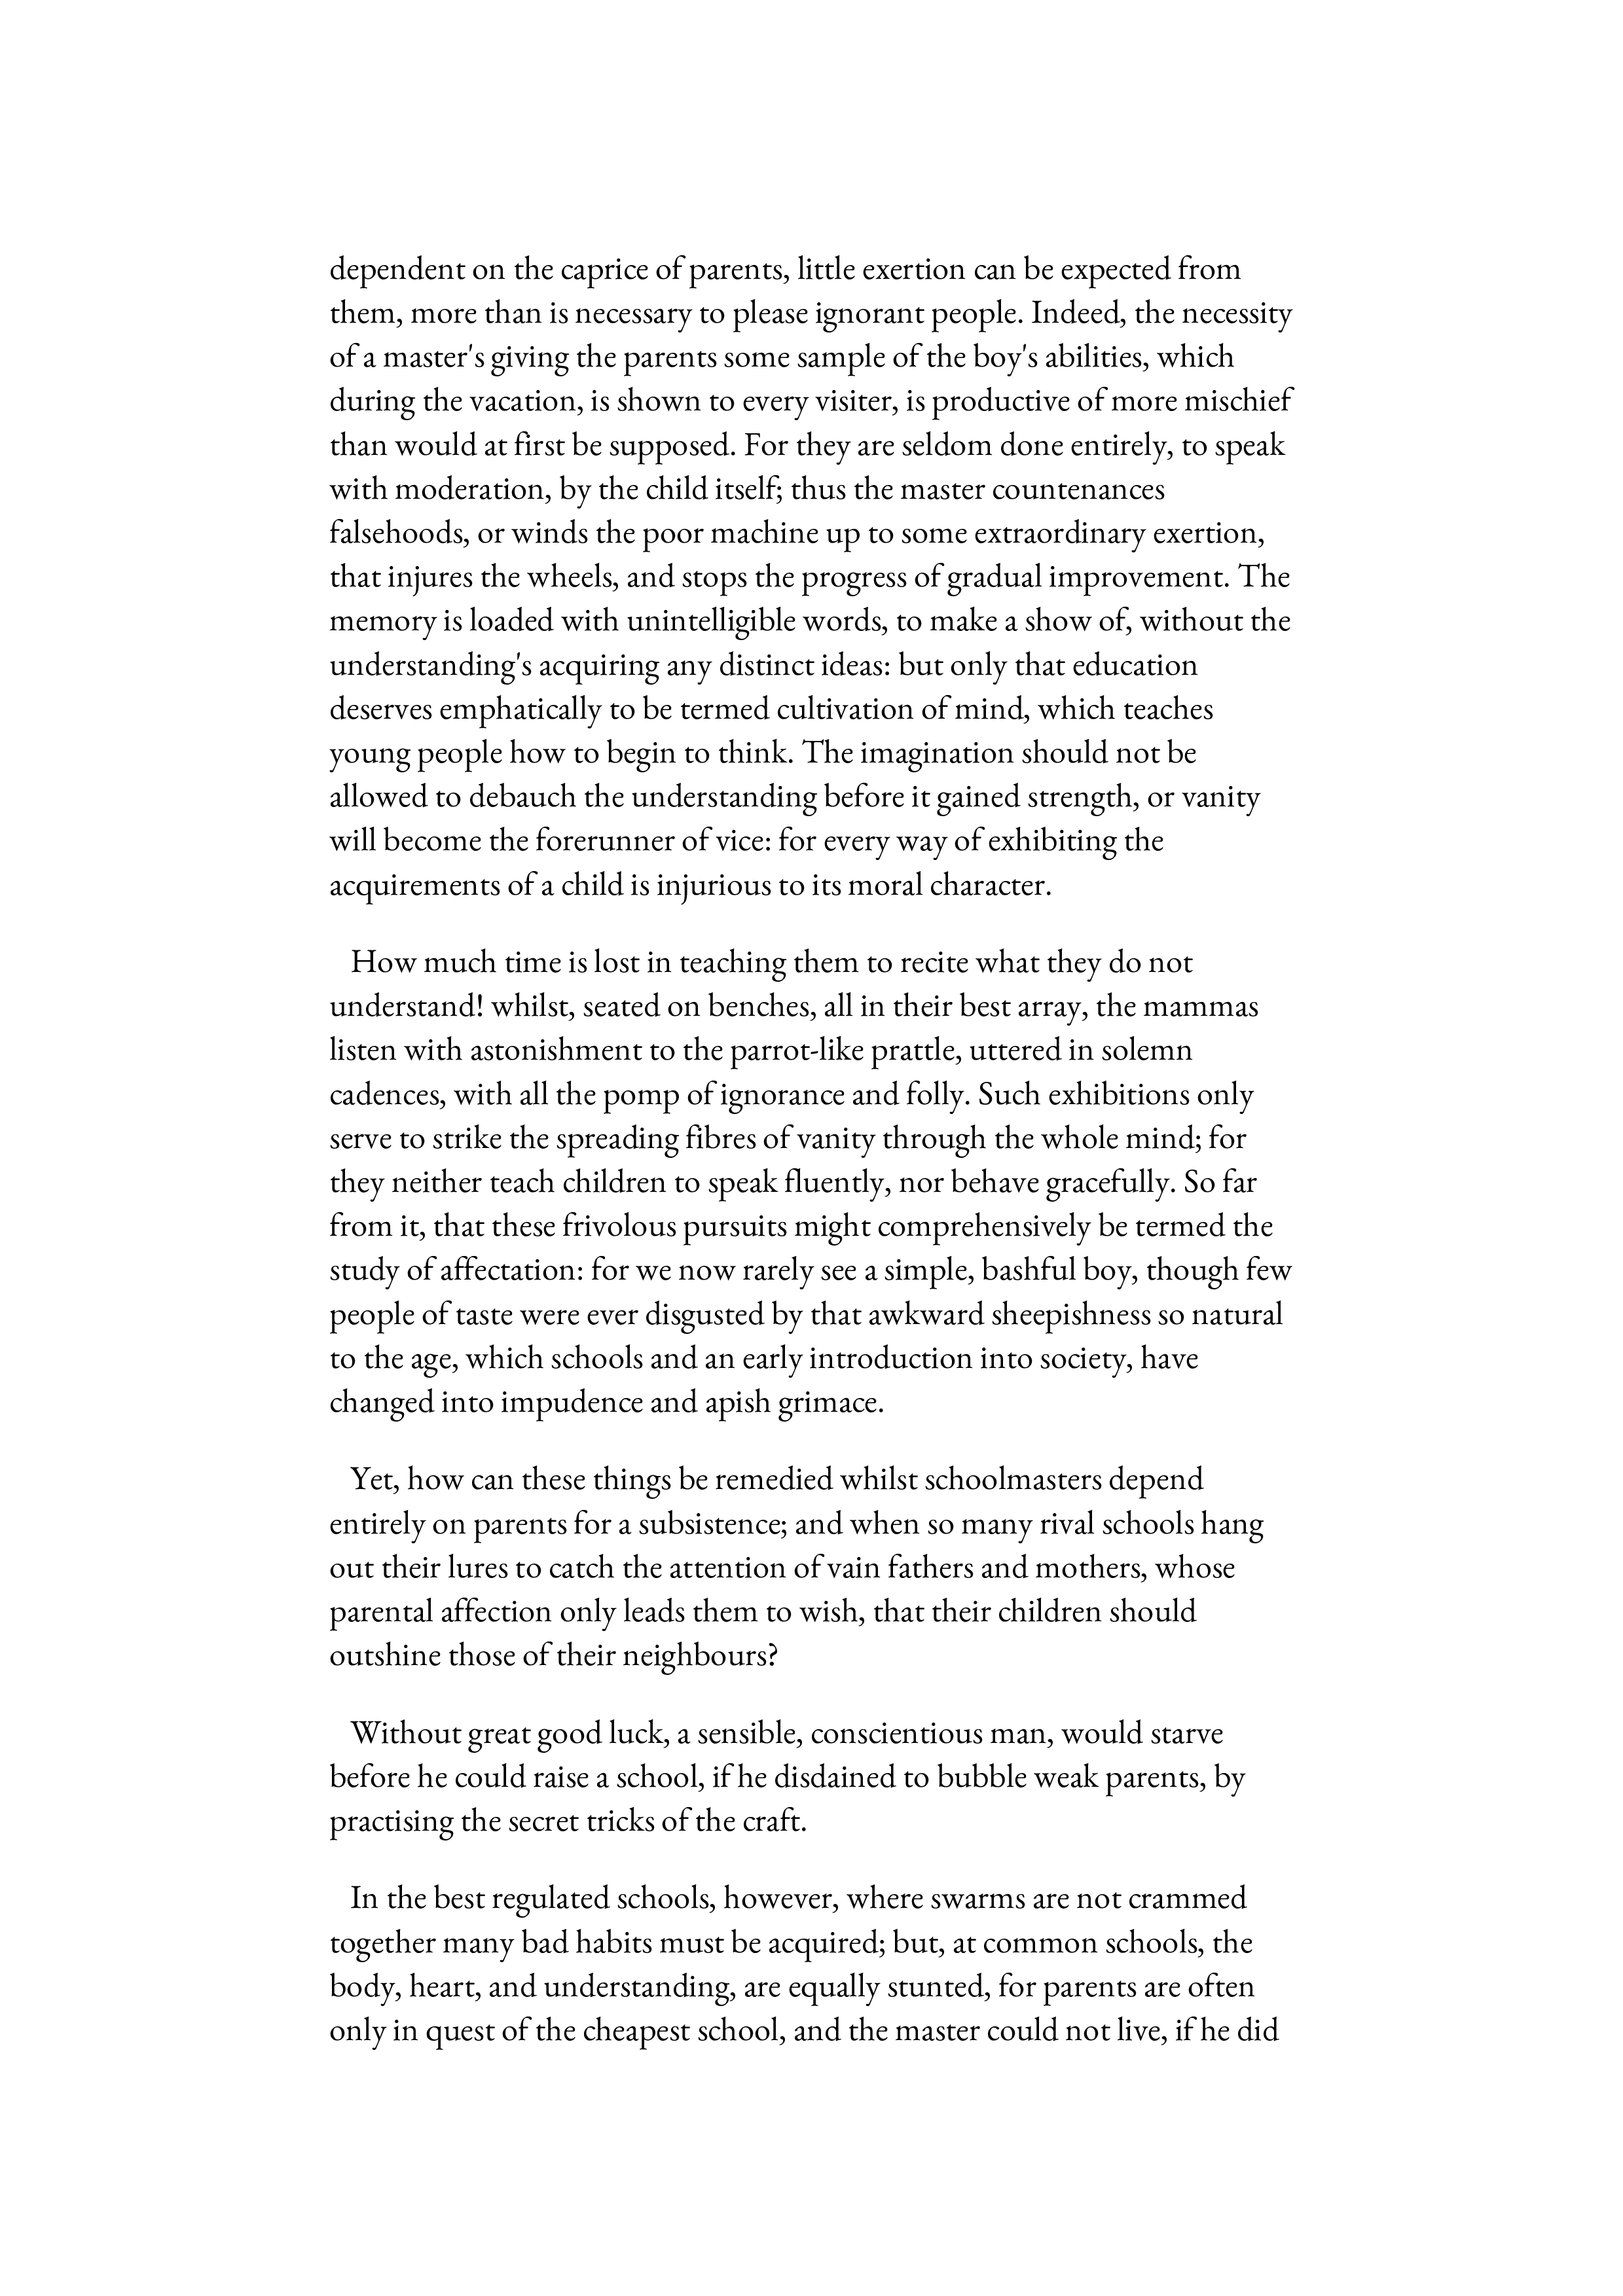 dependent on the caprice of parents, little exertion can be expected from
them, more than is necessary to please ignorant people. Indeed, the necessity
of a master's giving the parents some sample of the boy's abilities, which
during the vacation, is shown to every visiter, is productive of more mischief
than would at first be supposed. For they are seldom done entirely, to speak
with moderation, by the child itself; thus the master countenances
falsehoods, or winds the poor machine up to some extraordinary exertion,
that injures the wheels, and stops the progress of gradual improvement. The
memory is loaded with unintelligible words, to make a show of, without the
understanding's acquiring any distinct ideas: but only that education
deserves emphatically to be termed cultivation of mind, which teaches
young people how to begin to think. The imagination should not be
allowed to debauch the understanding before it gained strength, or vanity
will become the forerunner of vice: for every way of exhibiting the
acquirements of a child is injurious to its moral character.
How much time is lost in teaching them to recite what they do not
understand! whilst, seated on benches, all in their best array, the mammas
listen with astonishment to the parrot-like prattle, uttered in solemn
cadences, with all the pomp of ignorance and folly. Such exhibitions only
serve to strike the spreading fibres of vanity through the whole mind; for
they neither teach children to speak fluently, nor behave gracefully. So far
from it, that these frivolous pursuits might comprehensively be termed the
study of affectation: for we now rarely see a simple, bashful boy, though few
people of taste were ever disgusted by that awkward sheepishness so natural
to the age, which schools and an early introduction into society, have
changed into impudence and apish grimace.
Yet, how can these things be remedied whilst schoolmasters depend
entirely on parents for a subsistence; and when so many rival schools hang
out their lures to catch the attention of vain fathers and mothers, whose
parental affection only leads them to wish, that their children should
outshine those of their neighbours?
Without great good luck, a sensible, conscientious man, would starve
before he could raise a school, if he disdained to bubble weak parents, by
practising the secret tricks of the craft.
In the best regulated schools, however, where swarms are not crammed
together many bad habits must be acquired; but, at common schools, the
body, heart, and understanding, are equally stunted, for parents are often
only in quest of the cheapest school, and the master could not live, if he did